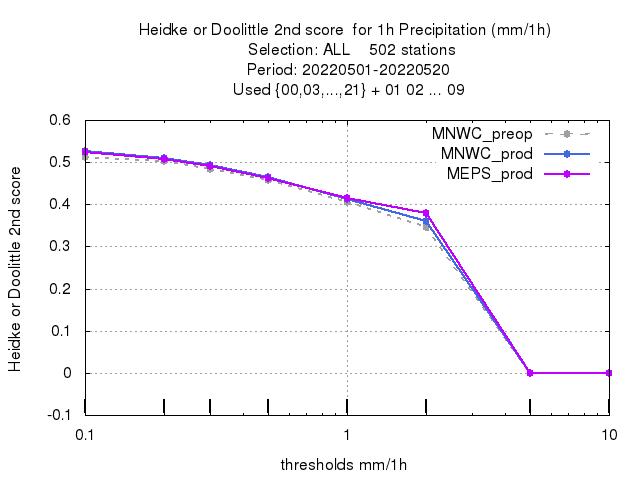 Heidke or Doolittle 2nd score  for 1h Precipitation (mm/1h)
Selection: ALL    502 stations
Period: 20220501-20220520
Used {00,03,...,21} + 01 02 ... 09
MNWC_preop
MNWC_prod
MEPS_prod
Heidke or Doolittle 2nd score
0.6
0.5
0.4
0.3
0.2
0.1
0
-0.1
0.1
1
10
thresholds mm/1h